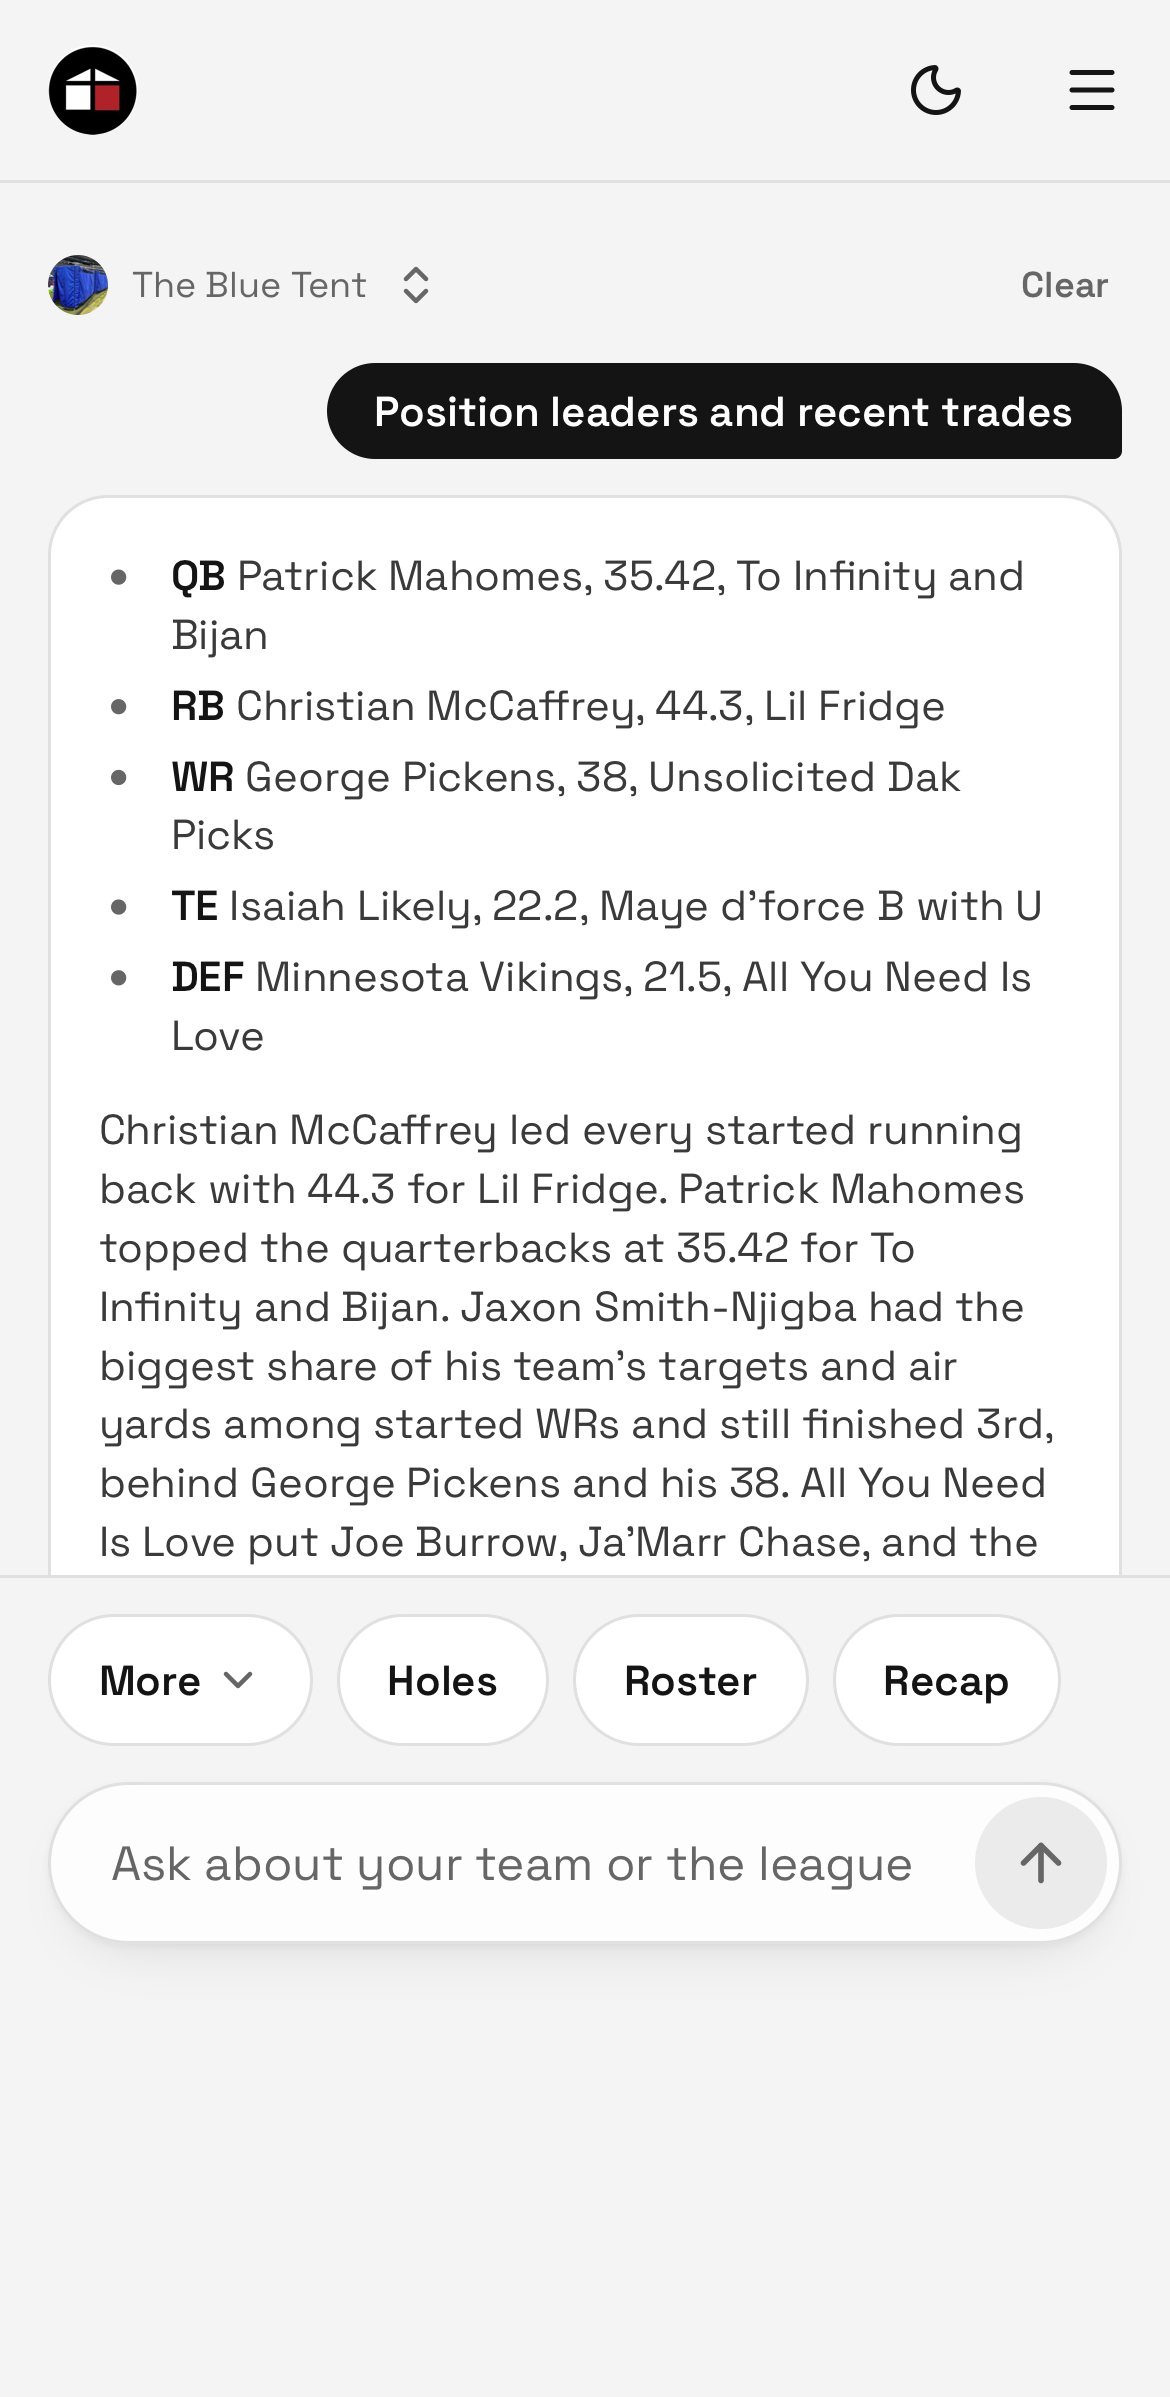 The Blue Tent
Clear
Position leaders and recent trades
• QB Patrick Mahomes, 35.42, To Infinity and
Bijan
• RB Christian McCaffrey, 44.3, Lil Fridge
• WR George Pickens, 38, Unsolicited Dak
Picks
• TE Isaiah Likely, 22.2, Maye d’force B with U
• DEF Minnesota Vikings, 21.5, All You Need Is
Love
Christian McCaffrey led every started running
back with 44.3 for Lil Fridge. Patrick Mahomes
topped the quarterbacks at 35.42 for To
Infinity and Bijan. Jaxon Smith-Njigba had the
biggest share of his team’s targets and air
yards among started WRs and still finished 3rd,
behind George Pickens and his 38. All You Need
Is Love put Joe Burrow, Ja’Marr Chase, and the
More
Holes
Roster
Recap
Ask about your team or the league